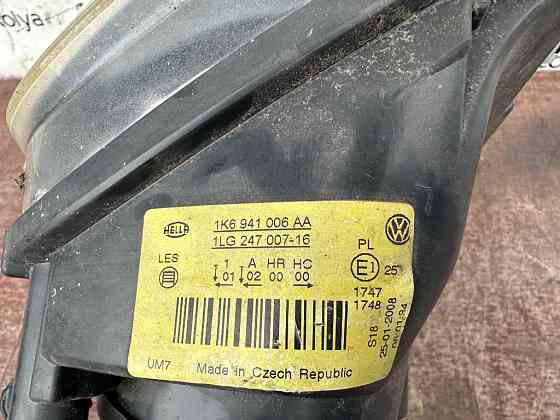 HELLA
1K6 941 006 AA
1LG 247 007-16
PL
LES
1 A HR HC
01 02 00 00
E1 25
1747
1748
S18
25-01-2008
UM7 Made in Czech Republic